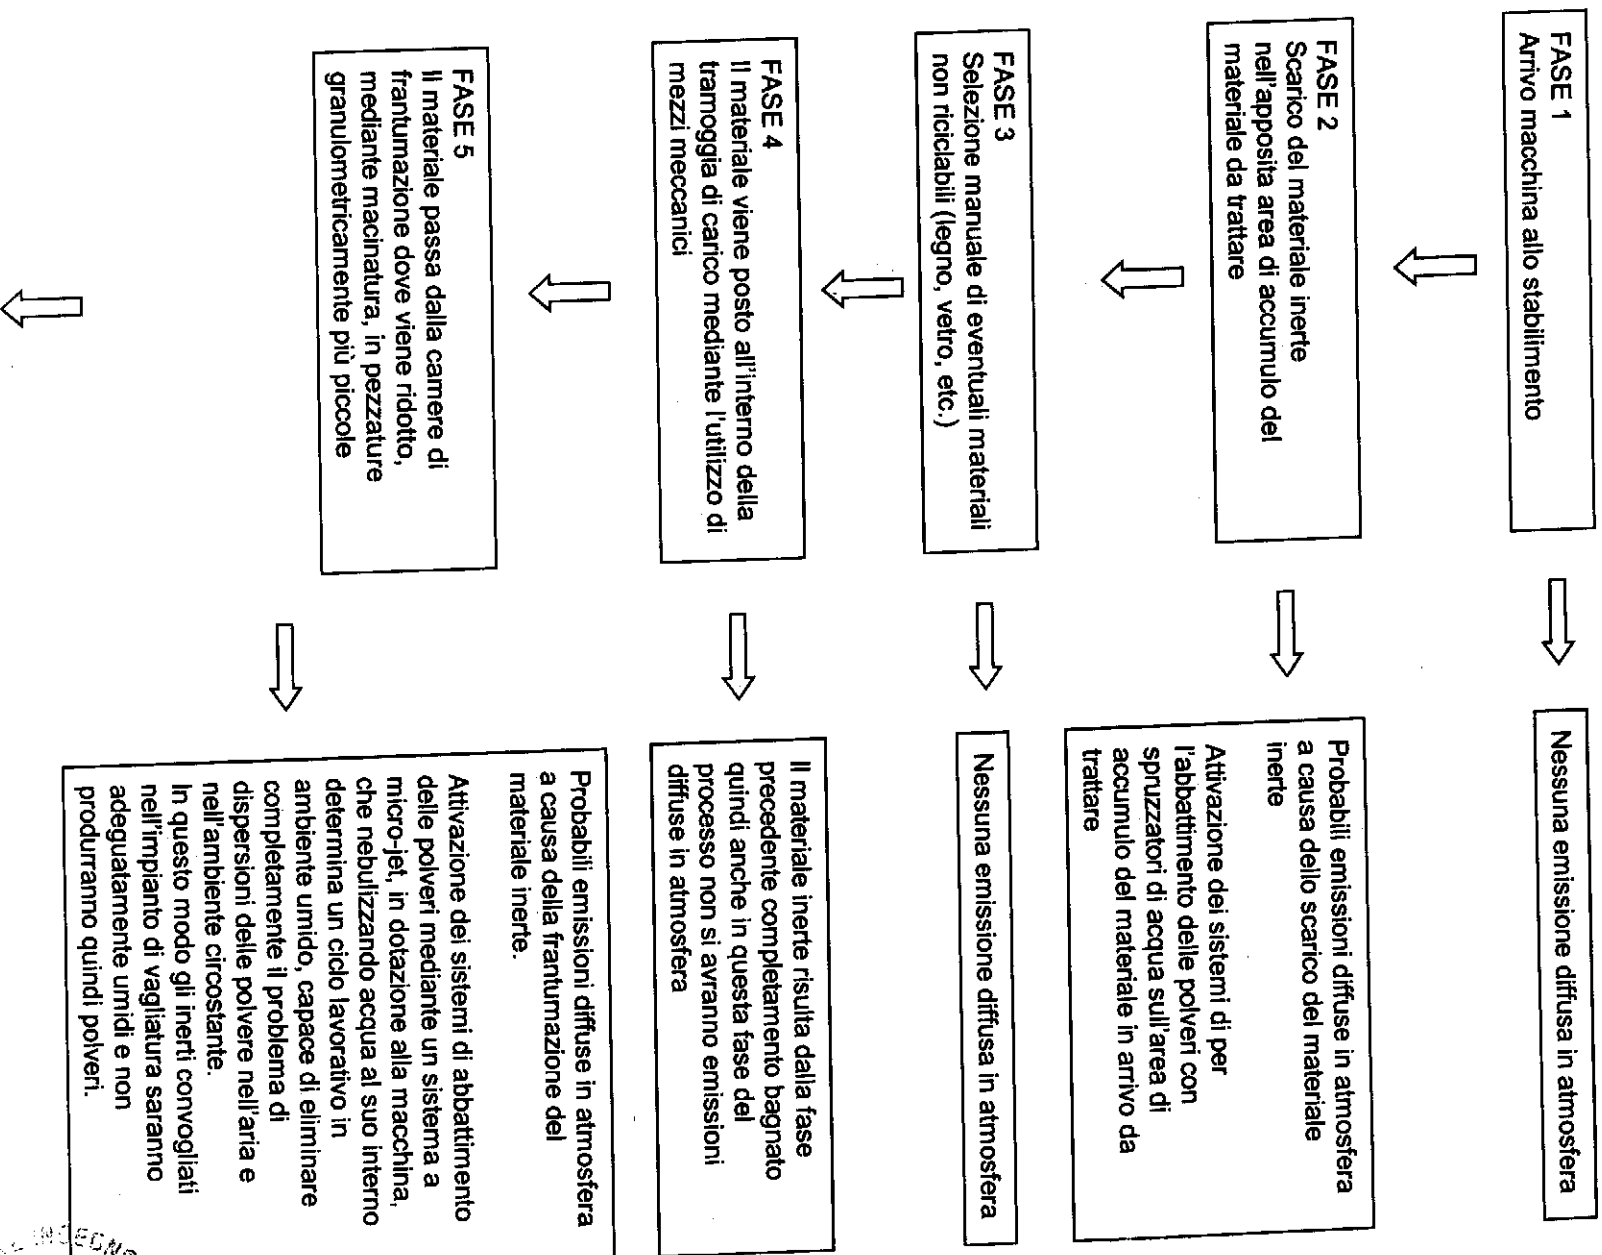 FASE 1
Arrivo macchina allo stabilimento
Nessuna emissione diffusa in atmosfera
FASE 2
Scarico del materiale inerte
nell'apposita area di accumulo del
materiale da trattare
Probabili emissioni diffuse in atmosfera
a causa dello scarico del materiale
inerte
Attivazione dei sistemi di per
l'abbattimento delle polveri con
spruzzatori di acqua sull'area di
accumulo del materiale in arrivo da
trattare
FASE 3
Selezione manuale di eventuali materiali
non riciclabili (legno, vetro, etc.)
Nessuna emissione diffusa in atmosfera
FASE 4
Il materiale viene posto all'interno della
tramoggia di carico mediante l'utilizzo di
mezzi meccanici
Il materiale inerte risulta dalla fase
precedente completamento bagnato
quindi anche in questa fase del
processo non si avranno emissioni
diffuse in atmosfera
FASE 5
Il materiale passa dalla camere di
frantumazione dove viene ridotto,
mediante macinatura, in pezzature
granulometricamente più piccole
Probabili emissioni diffuse in atmosfera
a causa della frantumazione del
materiale inerte.
Attivazione dei sistemi di abbattimento
delle polveri mediante un sistema a
micro-jet, in dotazione alla macchina,
che nebulizzando acqua al suo interno
determina un ciclo lavorativo in
ambiente umido, capace di eliminare
completamente il problema di
dispersioni delle polvere nell'aria e
nell'ambiente circostante.
In questo modo gli inerti convogliati
nell'impianto di vagliatura saranno
adeguatamente umidi e non
produrranno quindi polveri.